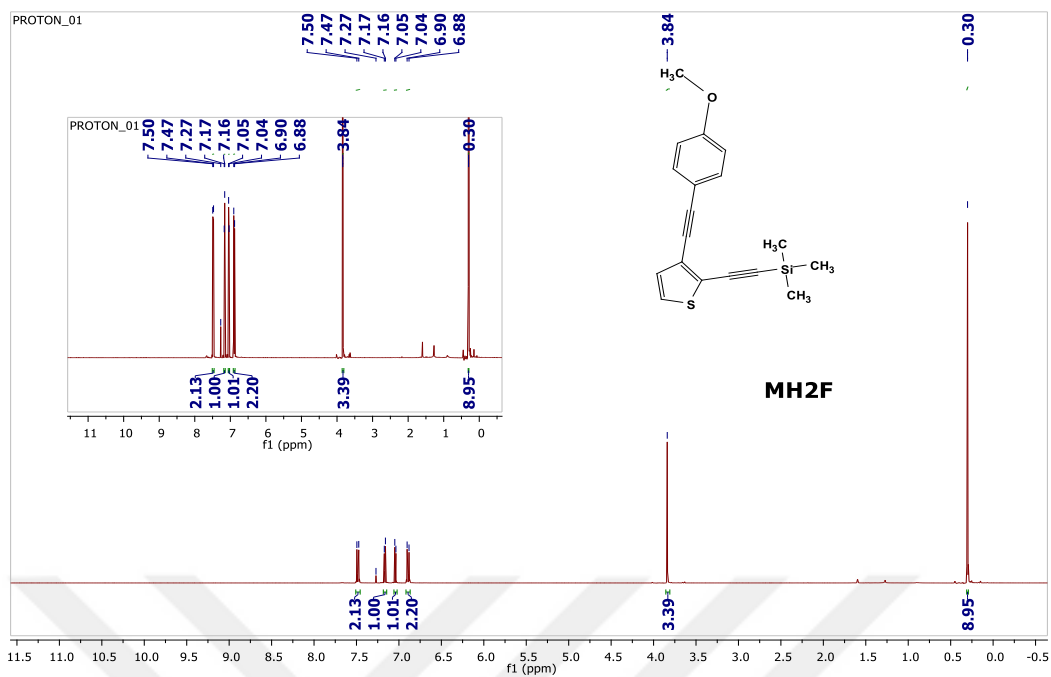 PROTON_01
7.50
7.47
7.27
7.17
7.16
7.05
7.04
6.90
6.88
3.84
0.30
PROTON_01
7.50
7.47
7.27
7.17
7.16
7.05
7.04
6.90
6.88
3.84
0.30
2.13
1.00
1.01
2.20
3.39
8.95
11 10 9 8 7 6 5 4 3 2 1 0
f1 (ppm)
H3C
O
H3C
Si
CH3
CH3
S
MH2F
2.13
1.00
1.01
2.20
3.39
8.95
11.5 11.0 10.5 10.0 9.5 9.0 8.5 8.0 7.5 7.0 6.5 6.0 5.5 5.0 4.5 4.0 3.5 3.0 2.5 2.0 1.5 1.0 0.5 0.0 -0.5
f1 (ppm)